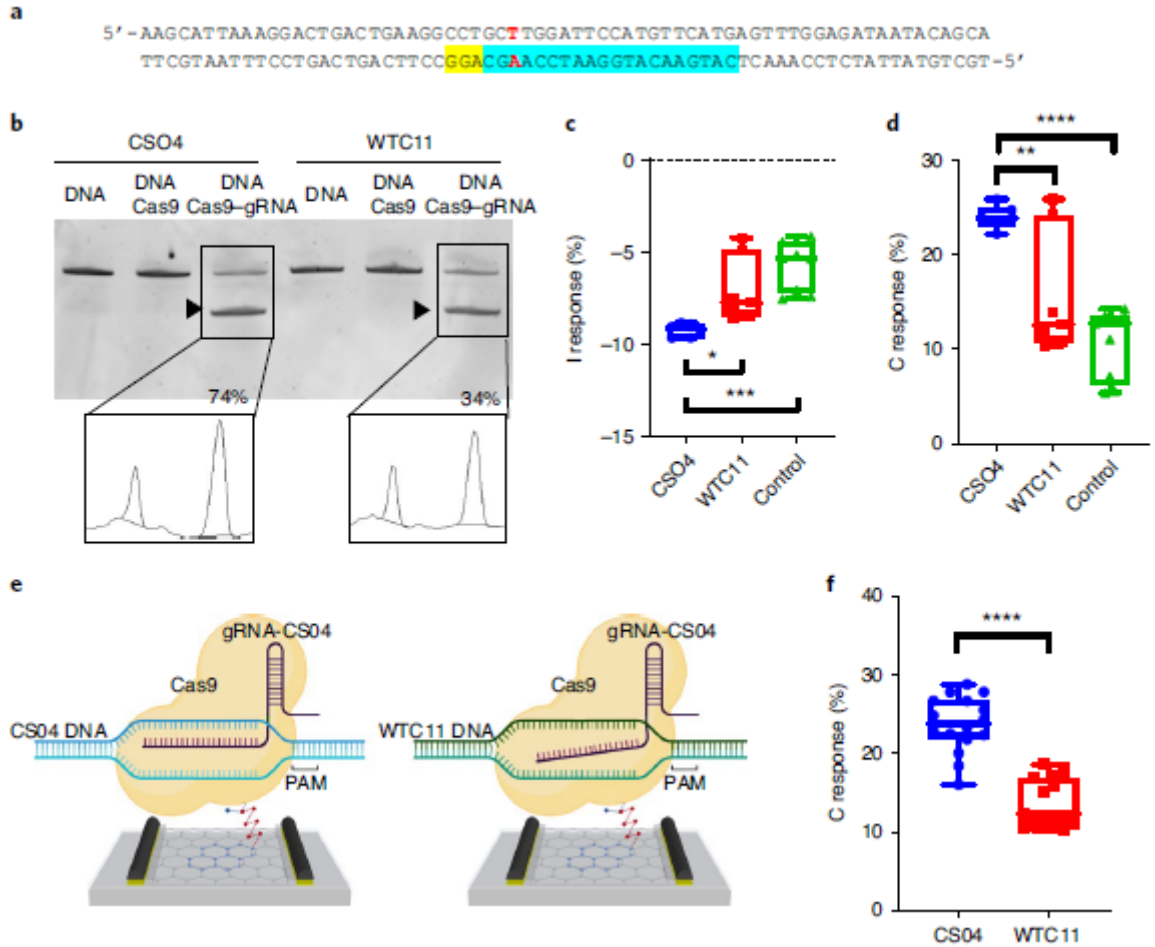 a
5'-AAGCATTAAAGGACTGACTGAAGGCCTGCTTGGATTCCATGTTCATGAGTTTGGAGATAATACAGCA
TTCGTAATTTCCTGACTGACTTCCGGACGAACCTAAGGTACAAGTACTCAAACCTCTATTATGTCGT-5'
b
CSO4 WTC11
DNA DNA Cas9 DNA Cas9–gRNA DNA DNA Cas9 DNA Cas9–gRNA
74% 34%
c
I response (%)
0
–5
–10
–15
*
***
CSO4 WTC11 Control
d
C response (%)
30
20
10
0
****
**
CSO4 WTC11 Control
e
gRNA-CS04 gRNA-CS04
Cas9 Cas9
CS04 DNA WTC11 DNA
PAM PAM
f
C response (%)
40
30
20
10
0
****
CS04 WTC11